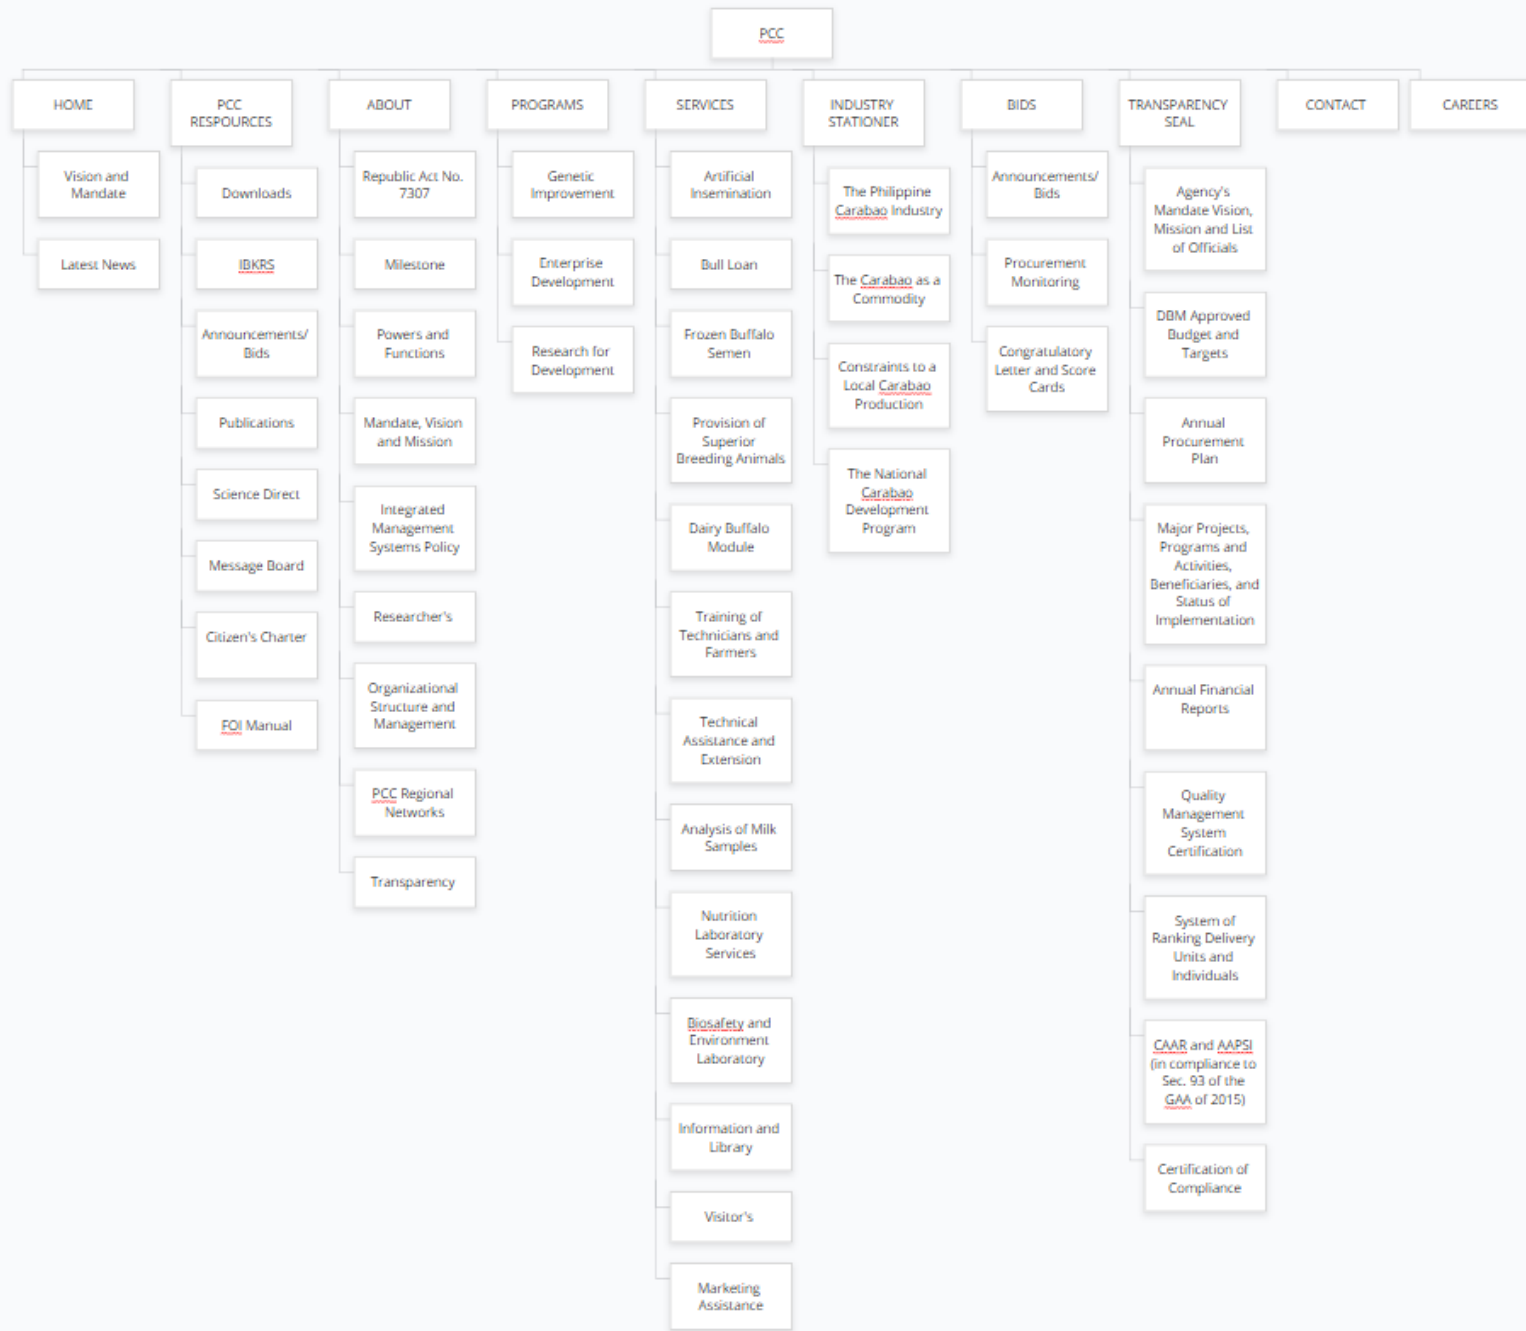 PCC
HOME
Vision and
Mandate
Latest News
PCC
RESPOURCES
Downloads
IBKRS
Announcements/
Bids
Publications
Science Direct
Message Board
Citizen's Charter
FOI Manual
ABOUT
Republic Act No.
7307
Milestone
Powers and
Functions
Mandate, Vision
and Mission
Integrated
Management
Systems Policy
Researcher's
Organizational
Structure and
Management
PCC Regional
Networks
Transparency
PROGRAMS
Genetic
Improvement
Enterprise
Development
Research for
Development
SERVICES
Artificial
Insemination
Bull Loan
Frozen Buffalo
Semen
Provision of
Superior
Breeding Animals
Dairy Buffalo
Module
Training of
Technicians and
Farmers
Technical
Assistance and
Extension
Analysis of Milk
Samples
Nutrition
Laboratory
Services
Biosafety and
Environment
Laboratory
Information and
Library
Visitor's
Marketing
Assistance
INDUSTRY
STATIONER
The Philippine
Carabao Industry
The Carabao as a
Commodity
Constraints to a
Local Carabao
Production
The National
Carabao
Development
Program
BIDS
Announcements/
Bids
Procurement
Monitoring
Congratulatory
Letter and Score
Cards
TRANSPARENCY
SEAL
Agency's
Mandate Vision,
Mission and List
of Officials
DBM Approved
Budget and
Targets
Annual
Procurement
Plan
Major Projects,
Programs and
Activities,
Beneficiaries, and
Status of
Implementation
Annual Financial
Reports
Quality
Management
System
Certification
System of
Ranking Delivery
Units and
Individuals
CAAR and AAPSI
(in compliance to
Sec. 93 of the
GAA of 2015)
Certification of
Compliance
CONTACT
CAREERS